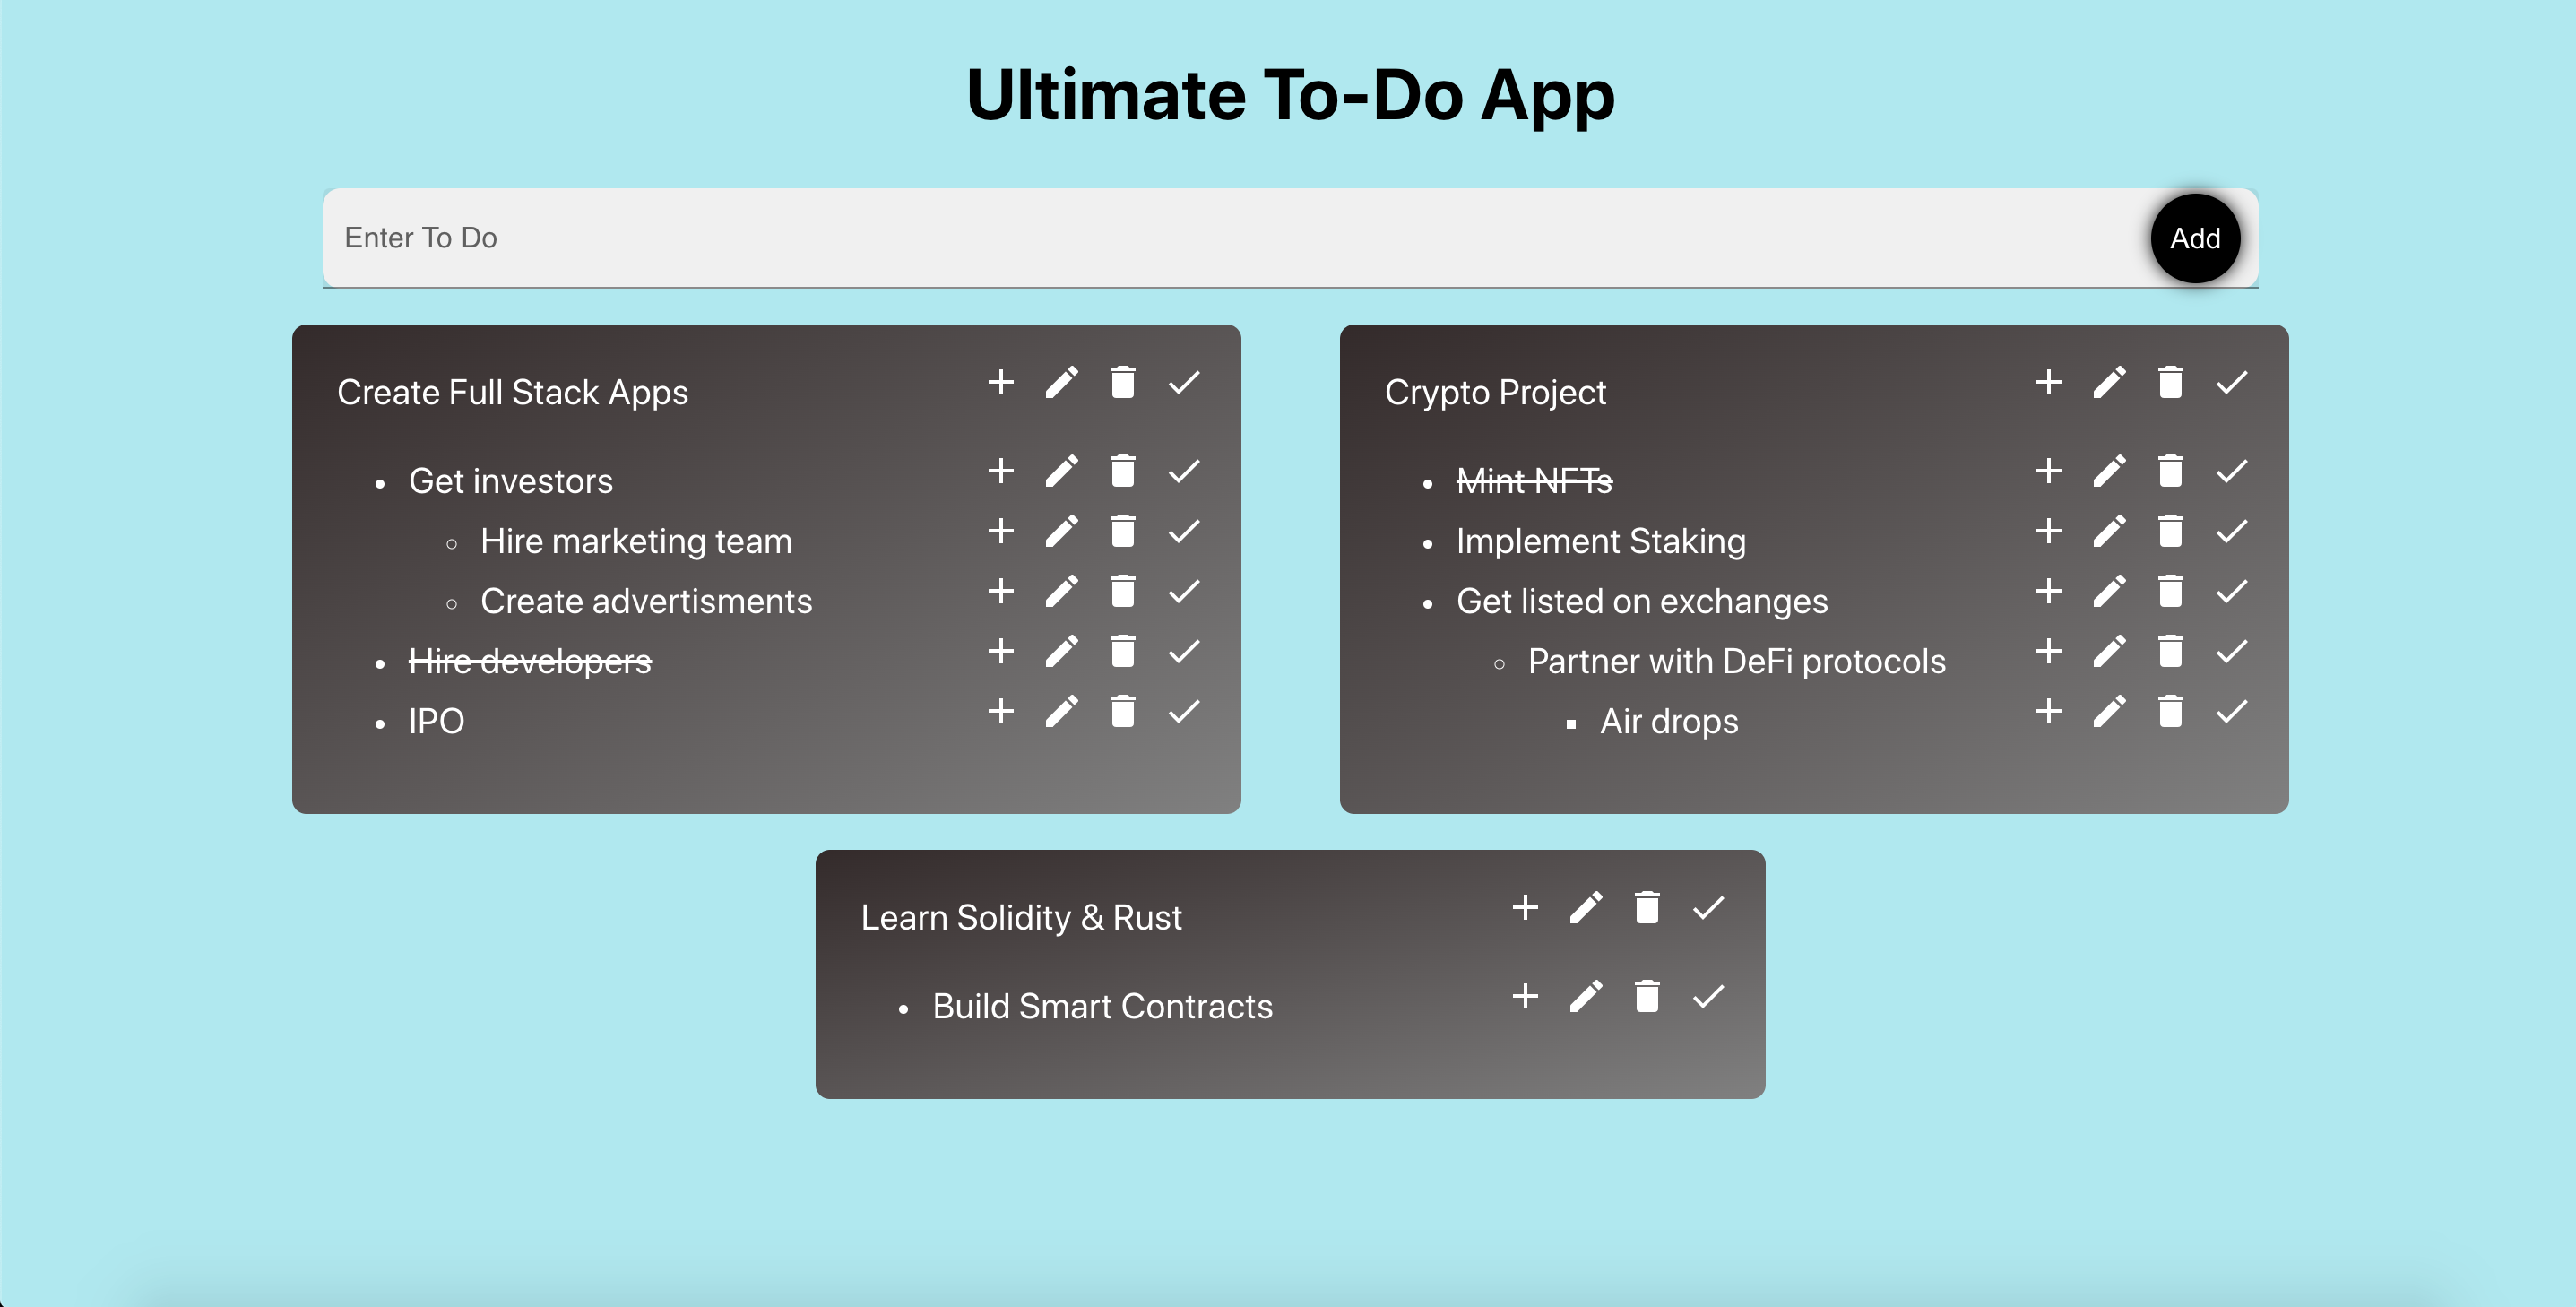 Ultimate To-Do App
Enter To Do
Add
Create Full Stack Apps
Get investors
Hire marketing team
Create advertisments
Hire developers
IPO
Crypto Project
Mint NFTs
Implement Staking
Get listed on exchanges
Partner with DeFi protocols
Air drops
Learn Solidity & Rust
Build Smart Contracts